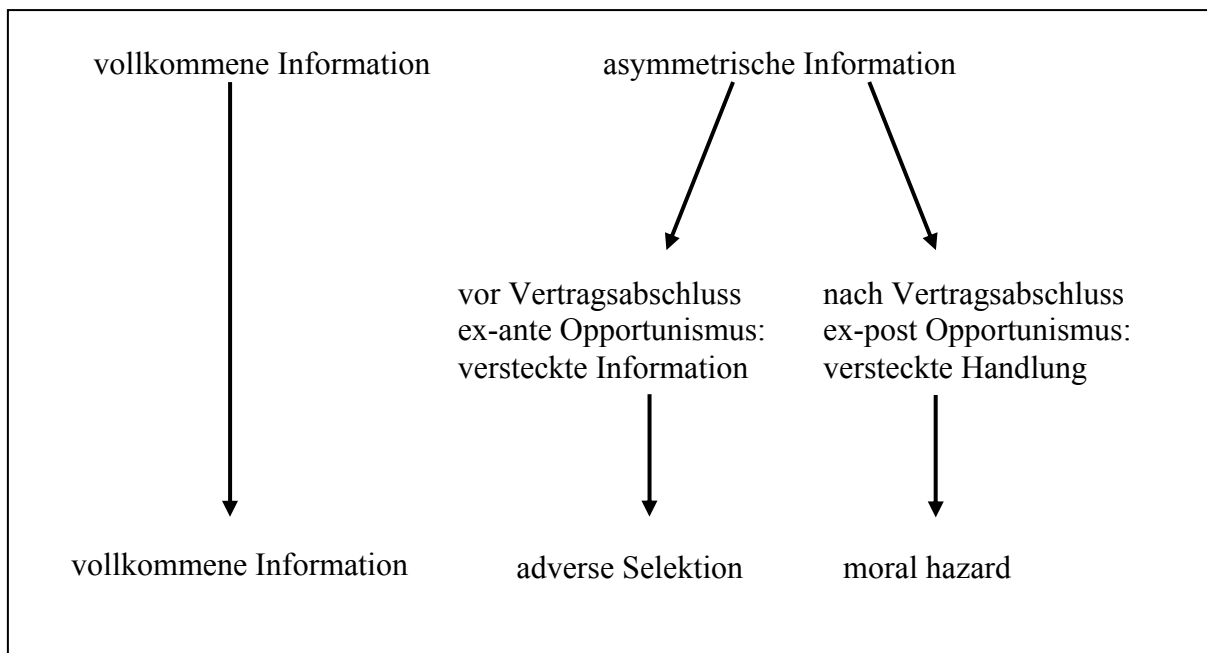 vollkommene Information
asymmetrische Information
vor Vertragsabschluss
ex-ante Opportunismus:
versteckte Information
nach Vertragsabschluss
ex-post Opportunismus:
versteckte Handlung
vollkommene Information
adverse Selektion
moral hazard